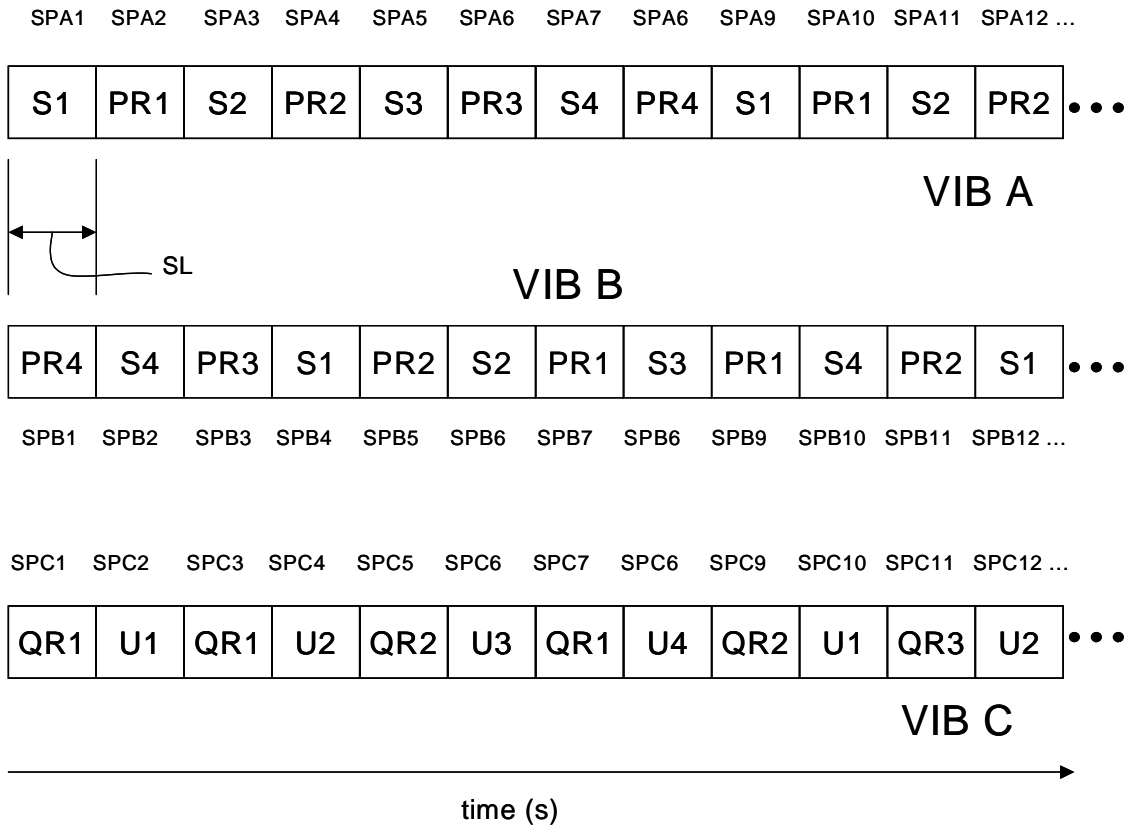 SPA1 SPA2 SPA3 SPA4 SPA5 SPA6 SPA7 SPA6 SPA9 SPA10 SPA11 SPA12 ...
S1 PR1 S2 PR2 S3 PR3 S4 PR4 S1 PR1 S2 PR2 •••
VIB A
SL
VIB B
PR4 S4 PR3 S1 PR2 S2 PR1 S3 PR1 S4 PR2 S1 •••
SPB1 SPB2 SPB3 SPB4 SPB5 SPB6 SPB7 SPB6 SPB9 SPB10 SPB11 SPB12 ...
SPC1 SPC2 SPC3 SPC4 SPC5 SPC6 SPC7 SPC6 SPC9 SPC10 SPC11 SPC12 ...
QR1 U1 QR1 U2 QR2 U3 QR1 U4 QR2 U1 QR3 U2 •••
VIB C
time (s)